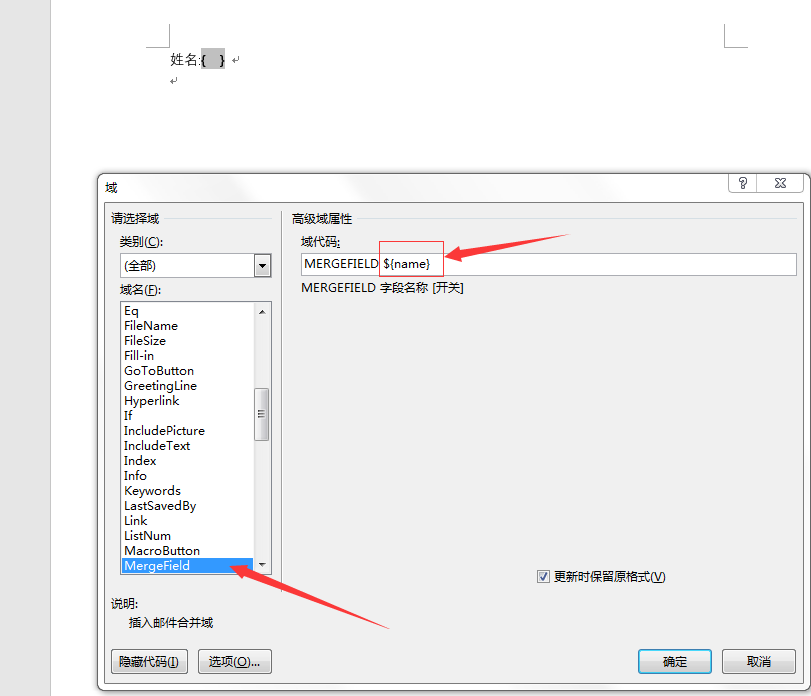 姓名:{ }
域
请选择域
类别(C):
(全部)
域名(F):
Eq
FileName
FileSize
Fill-in
GoToButton
GreetingLine
Hyperlink
If
IncludePicture
IncludeText
Index
Info
Keywords
LastSavedBy
Link
ListNum
MacroButton
MergeField
高级域属性
域代码:
MERGEFIELD ${name}
MERGEFIELD 字段名称 [开关]
更新时保留原格式(V)
说明:
插入邮件合并域
隐藏代码(I)
选项(O)...
确定
取消